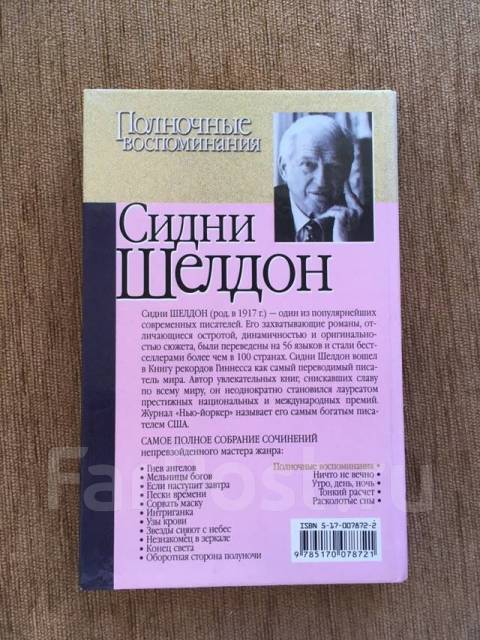 Полночные
воспоминания
Сидни
Шелдон
Сидни ШЕЛДОН (род. в 1917 г.) — один из популярнейших
современных писателей. Его захватывающие романы, от-
личающиеся остротой, динамичностью и оригинально-
стью сюжета, были переведены на 56 языков и стали бест-
селлерами более чем в 100 странах. Сидни Шелдон вошел
в Книгу рекордов Гиннесса как самый переводимый писа-
тель мира. Автор увлекательных книг, снискавших славу
по всему миру, он неоднократно становился лауреатом
престижных национальных и международных премий.
Журнал «Нью-йоркер» называет его самым богатым писа-
телем США.
САМОЕ ПОЛНОЕ СОБРАНИЕ СОЧИНЕНИЙ
непревзойденного мастера жанра:
• Гнев ангелов
• Мельницы богов
• Если наступит завтра
• Пески времени
• Сорвать маску
• Интриганка
• Узы крови
• Звезды сияют с небес
• Незнакомец в зеркале
• Конец света
• Оборотная сторона полуночи
Полночные воспоминания •
Ничто не вечно •
Утро, день, ночь •
Тонкий расчет •
Расколотые сны •
ISBN 5-17-007872-2
9 785170 078721